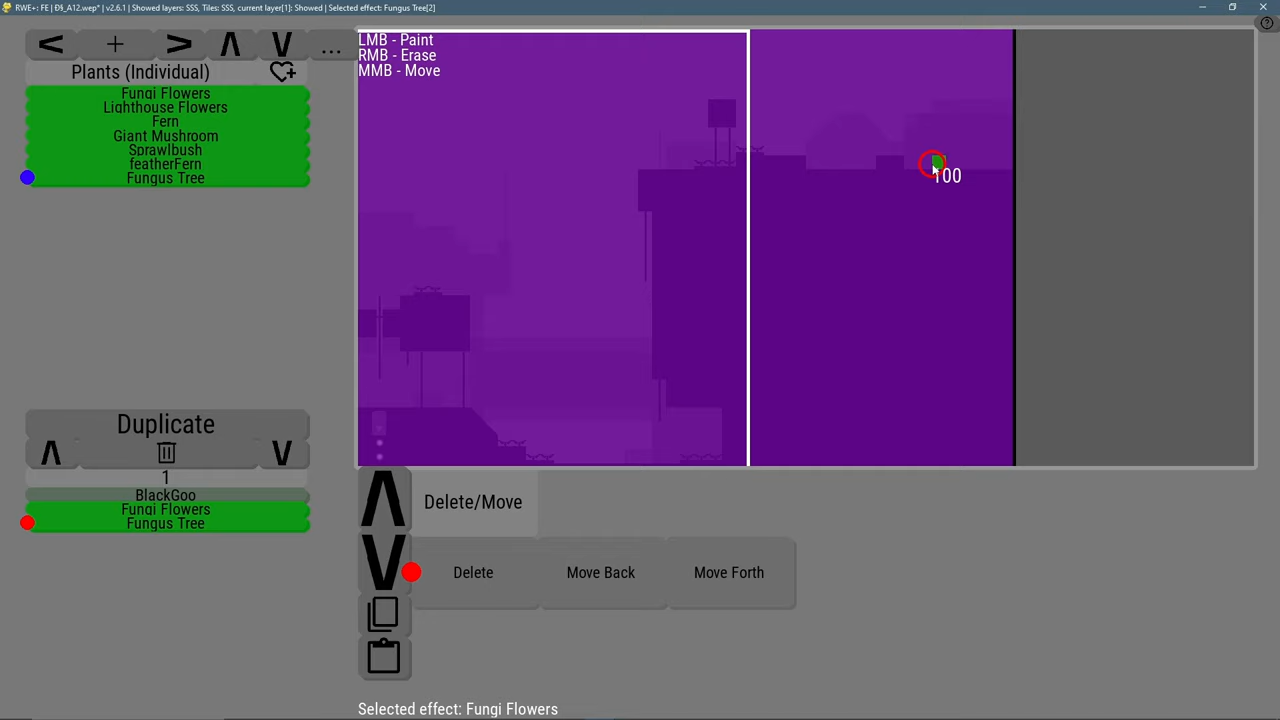 RWE+: FE | Đ§_A12.wep* | v2.6.1 | Showed layers: SSS, Tiles: SSS, current layer[1]: Showed | Selected effect: Fungus Tree[2]
LMB - Paint
RMB - Erase
MMB - Move
Plants (Individual)
Fungi Flowers
Lighthouse Flowers
Fern
Giant Mushroom
Sprawlbush
featherFern
Fungus Tree
100
Duplicate
1
BlackGoo
Fungi Flowers
Fungus Tree
Delete/Move
Delete
Move Back
Move Forth
Selected effect: Fungi Flowers